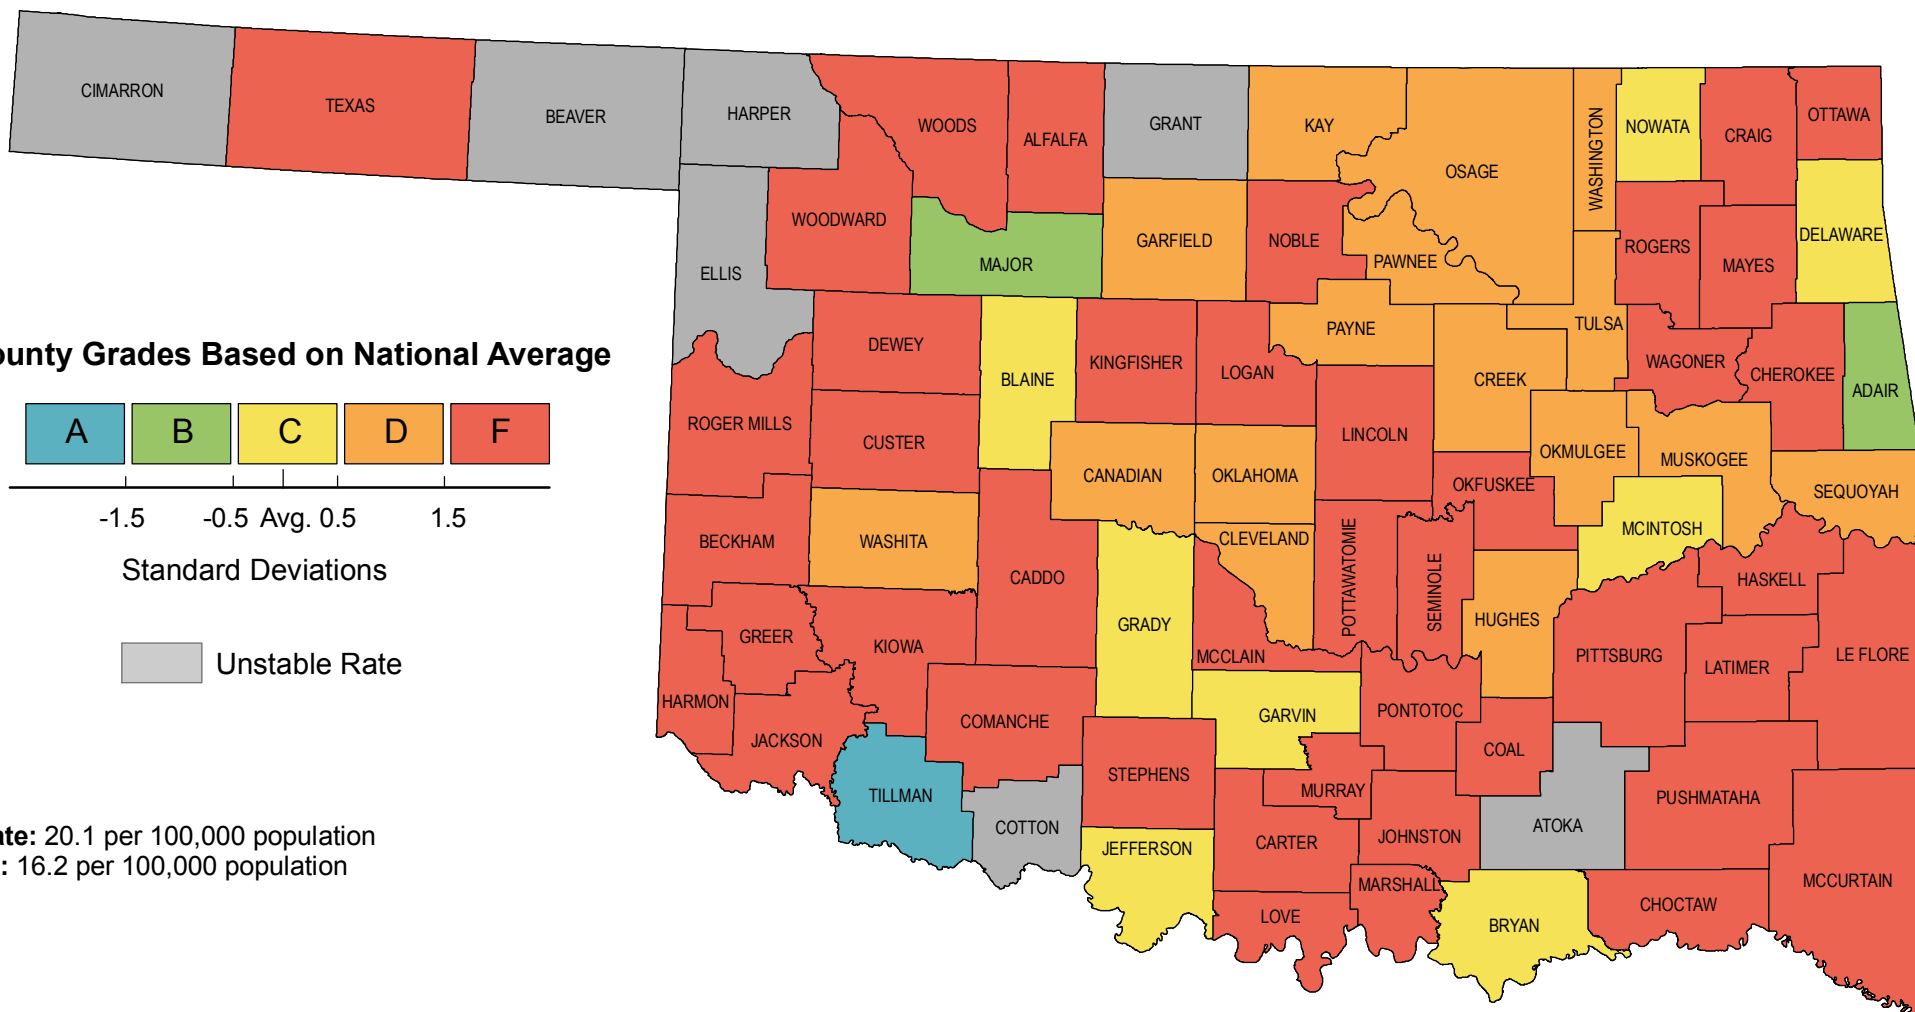 CIMARRON
TEXAS
BEAVER
HARPER
WOODS
ALFALFA
GRANT
KAY
OSAGE
WASHINGTON
NOWATA
CRAIG
OTTAWA
ELLIS
WOODWARD
MAJOR
GARFIELD
NOBLE
PAWNEE
ROGERS
MAYES
DELAWARE
DEWEY
BLAINE
KINGFISHER
LOGAN
PAYNE
CREEK
TULSA
WAGONER
CHEROKEE
ADAIR
ROGER MILLS
CUSTER
CANADIAN
OKLAHOMA
LINCOLN
OKFUSKEE
OKMULGEE
MUSKOGEE
SEQUOYAH
BECKHAM
WASHITA
CADDO
GRADY
CLEVELAND
POTTAWATOMIE
SEMINOLE
HUGHES
MCINTOSH
HASKELL
GREER
KIOWA
MCCLAIN
PITTSBURG
LATIMER
LE FLORE
HARMON
JACKSON
COMANCHE
GARVIN
PONTOTOC
COAL
TILLMAN
COTTON
STEPHENS
MURRAY
ATOKA
PUSHMATAHA
JEFFERSON
CARTER
JOHNSTON
MARSHALL
LOVE
BRYAN
CHOCTAW
MCCURTAIN
ounty Grades Based on National Average
A B C D F
-1.5 -0.5 Avg. 0.5 1.5
Standard Deviations
Unstable Rate
ate: 20.1 per 100,000 population
: 16.2 per 100,000 population